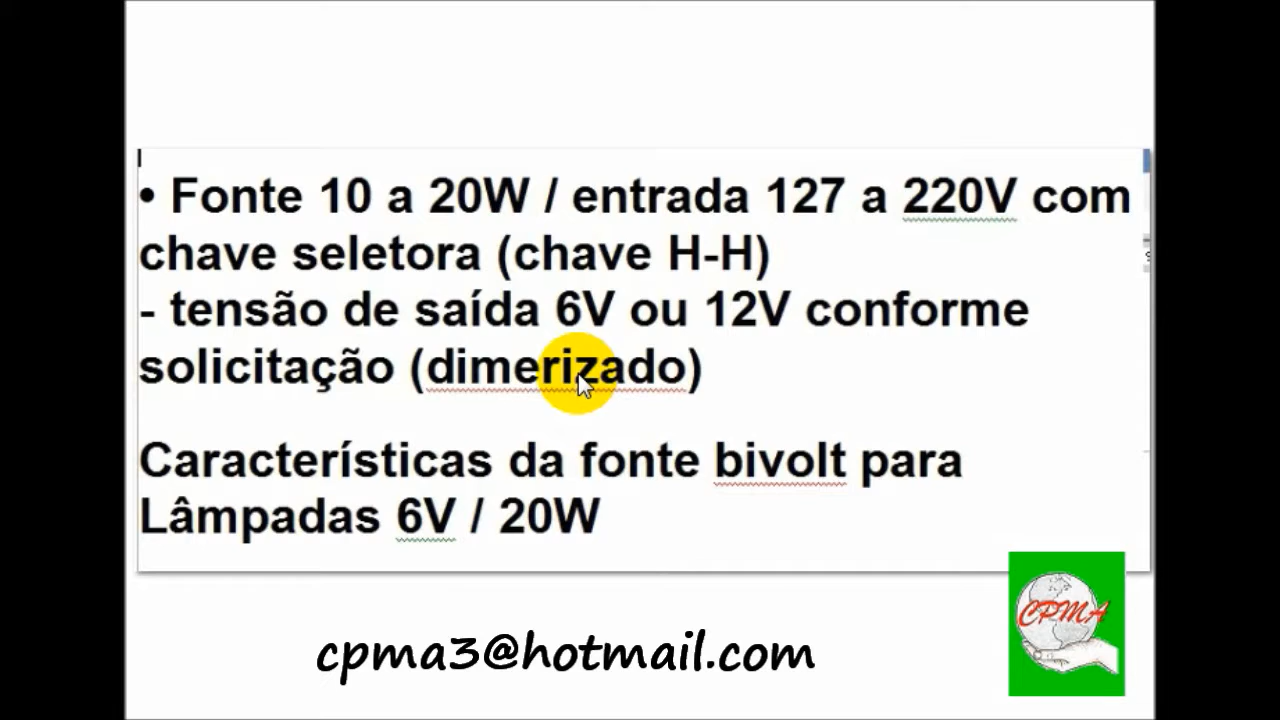 • Fonte 10 a 20W / entrada 127 a 220V com
chave seletora (chave H-H)
- tensão de saída 6V ou 12V conforme
solicitação (dimerizado)
Características da fonte bivolt para
Lâmpadas 6V / 20W
CPMA
cpma3@hotmail.com